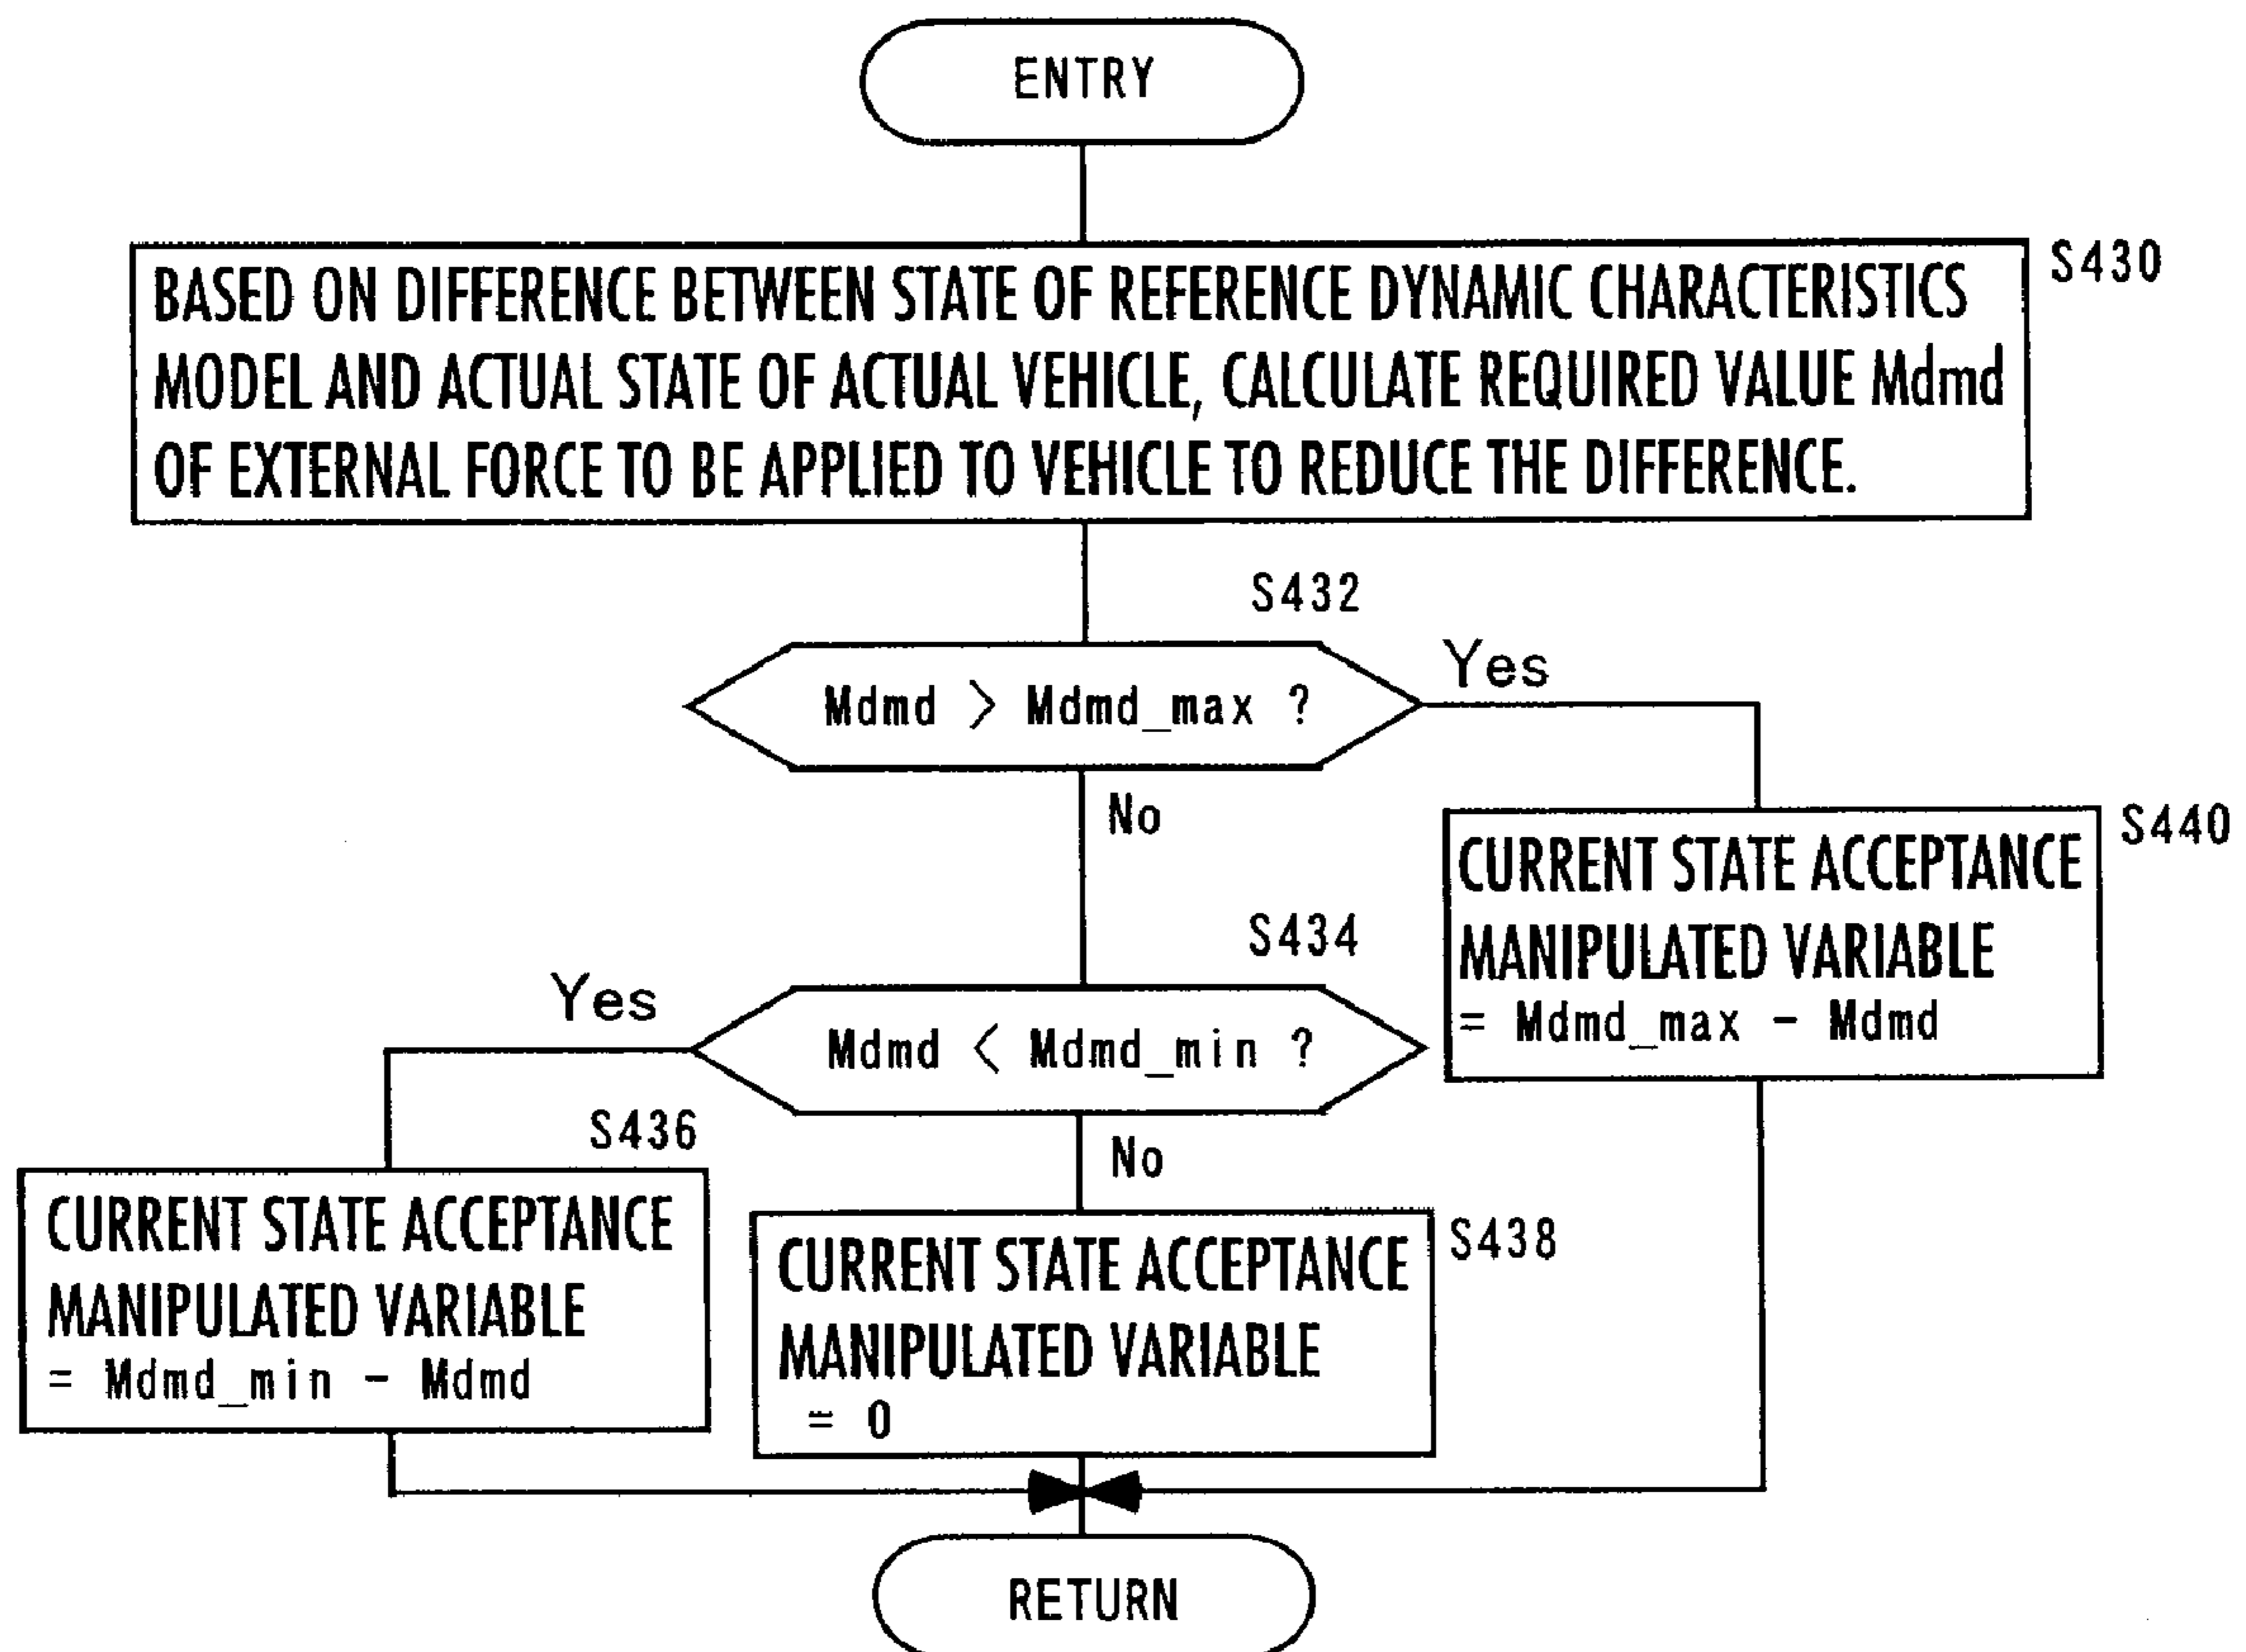 ENTRY
BASED ON DIFFERENCE BETWEEN STATE OF REFERENCE DYNAMIC CHARACTERISTICS
MODEL AND ACTUAL STATE OF ACTUAL VEHICLE, CALCULATE REQUIRED VALUE Mdmd
OF EXTERNAL FORCE TO BE APPLIED TO VEHICLE TO REDUCE THE DIFFERENCE.
S430
S432
Mdmd > Mdmd_max ?
Yes
No
S440
CURRENT STATE ACCEPTANCE
MANIPULATED VARIABLE
= Mdmd_max - Mdmd
S434
Mdmd < Mdmd_min ?
Yes
No
S436
CURRENT STATE ACCEPTANCE
MANIPULATED VARIABLE
= Mdmd_min - Mdmd
S438
CURRENT STATE ACCEPTANCE
MANIPULATED VARIABLE
= 0
RETURN